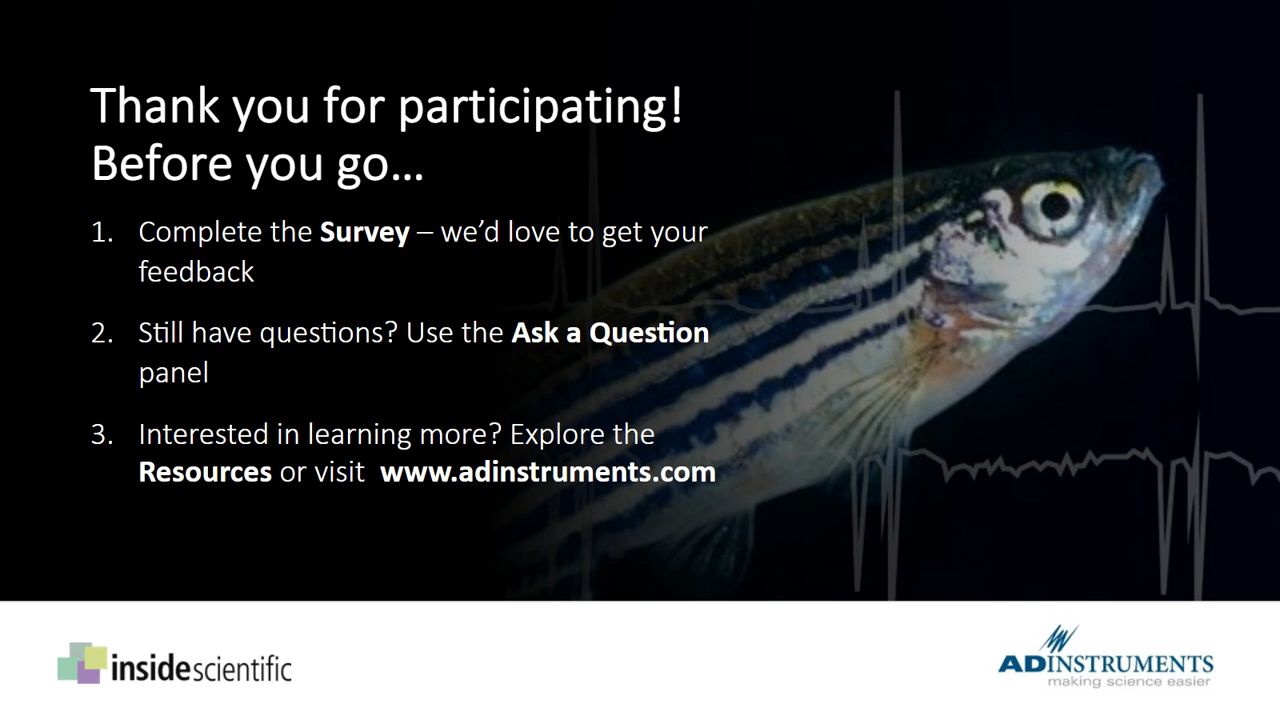 Thank you for participating!
Before you go…
1. Complete the Survey – we’d love to get your
feedback
2. Still have questions? Use the Ask a Question
panel
3. Interested in learning more? Explore the
Resources or visit www.adinstruments.com
insidescientific
ADINSTRUMENTS
making science easier